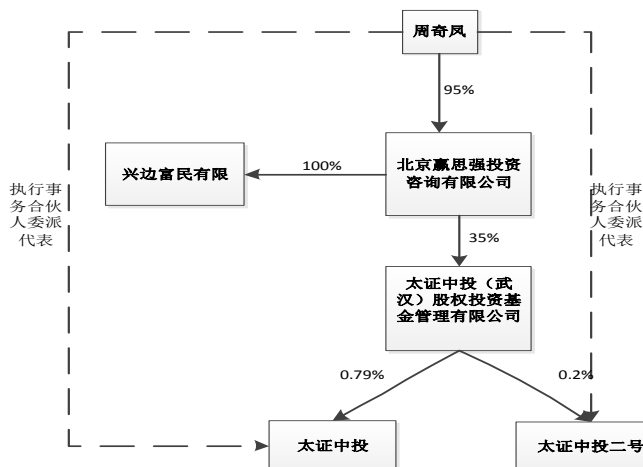 周奇凤
95%
兴边富民有限
100%
北京赢思强投资
咨询有限公司
执行事
务合伙
人委派
代表
执行事
务合伙
人委派
代表
35%
太证中投（武
汉）股权投资基
金管理有限公司
0.79%
0.2%
太证中投
太证中投二号